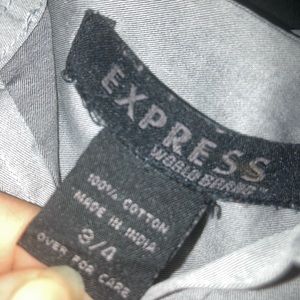 EXPRESS
WORLD BRAND
100% COTTON
MADE IN INDIA
3/4
OVER FOR CARE